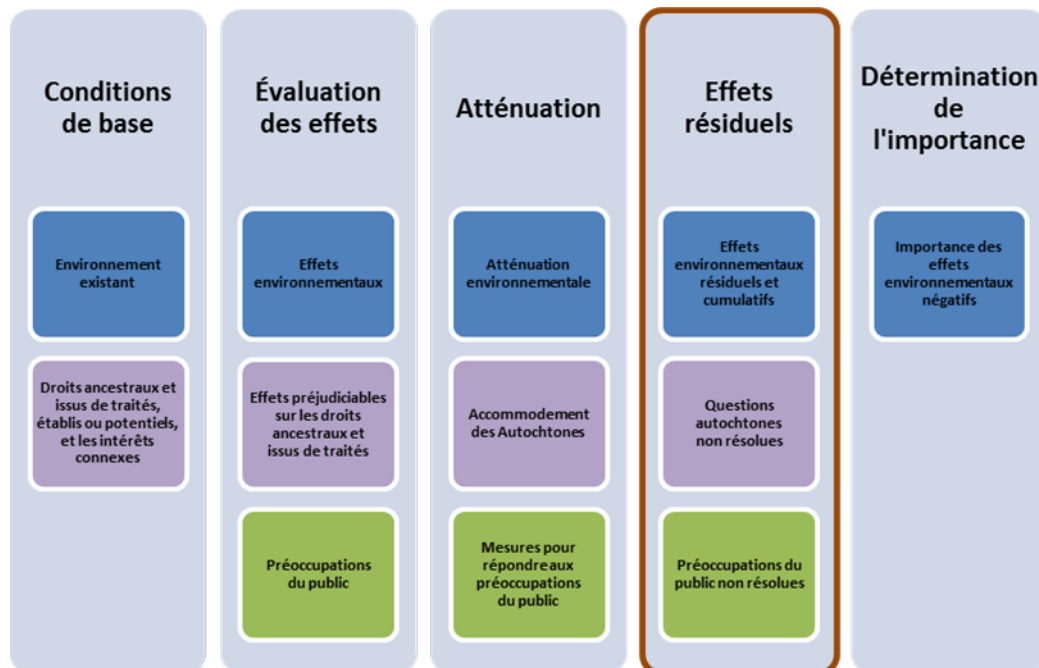 Conditions
de base
Environnement
existant
Droits ancestraux et
issus de traités,
établis ou potentiels,
et les intérêts
connexes
Évaluation
des effets
Effets
environnementaux
Effets préjudiciables
sur les droits
ancestraux et
issus de traités
Préoccupations
du public
Atténuation
Atténuation
environnementale
Accommodement
des Autochtones
Mesures pour
répondre aux
préoccupations
du public
Effets
résiduels
Effets
environnementaux
résiduels et
cumulatifs
Questions
autochtones
non résolues
Préoccupations du
public non résolues
Détermination
de
l'importance
Importance des
effets
environnementaux
négatifs